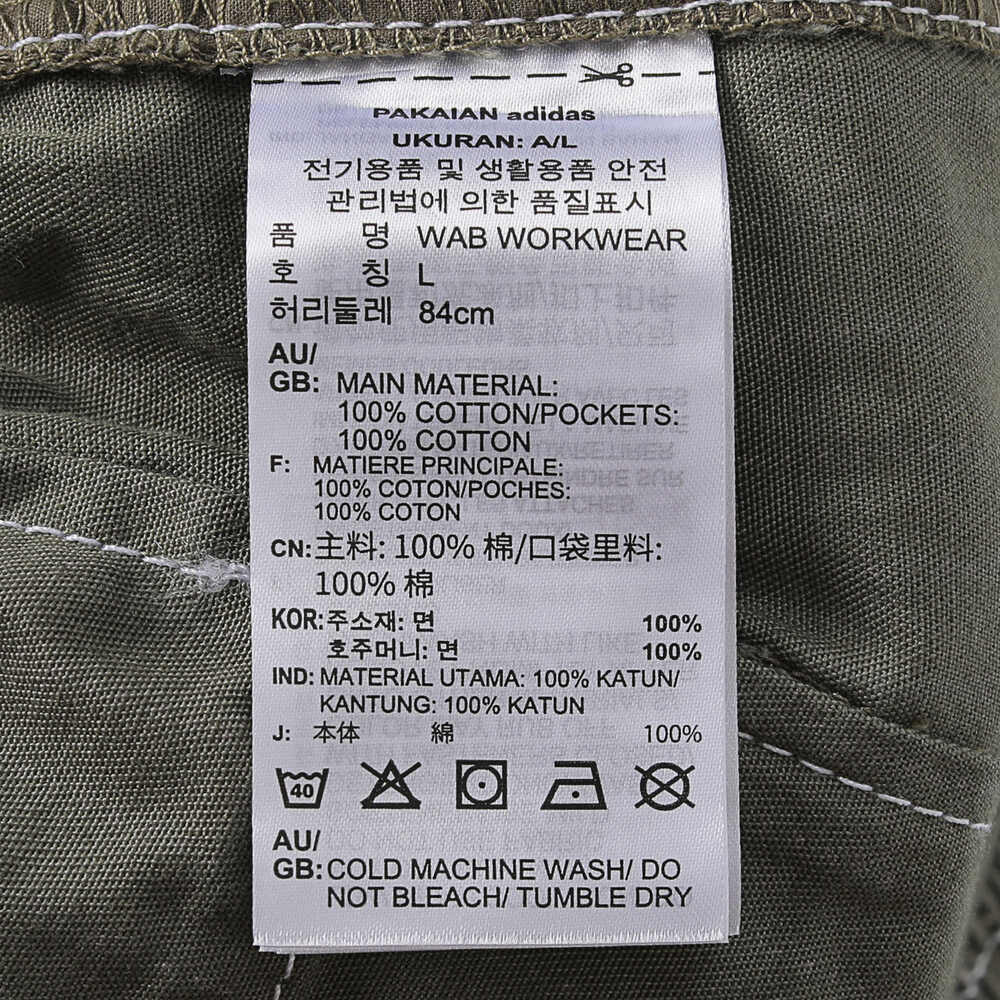 PAKAIAN adidas
UKURAN: A/L
전기용품 및 생활용품 안전
관리법에 의한 품질표시
품 명 WAB WORKWEAR
호 칭 L
허리둘레 84cm
AU/
GB: MAIN MATERIAL:
100% COTTON/POCKETS:
100% COTTON
F: MATIERE PRINCIPALE:
100% COTON/POCHES:
100% COTON
CN: 主料: 100% 棉/口袋里料:
100% 棉
KOR: 주소재: 면 100%
호주머니: 면 100%
IND: MATERIAL UTAMA: 100% KATUN/
KANTUNG: 100% KATUN
J: 本体 綿 100%
40
AU/
GB: COLD MACHINE WASH/ DO
NOT BLEACH/ TUMBLE DRY